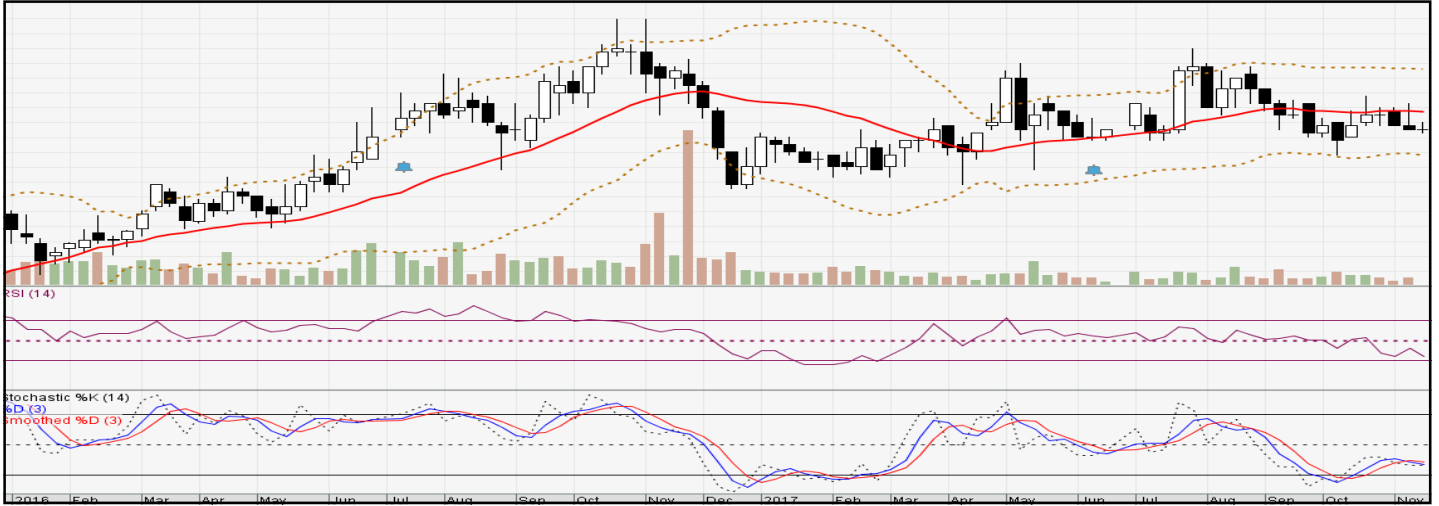 RSI (14)
Stochastic %K (14)
%D (3)
Smoothed %D (3)
2016 Feb Mar Apr May Jun Jul Aug Sep Oct Nov Dec 2017 Feb Mar Apr May Jun Jul Aug Sep Oct Nov